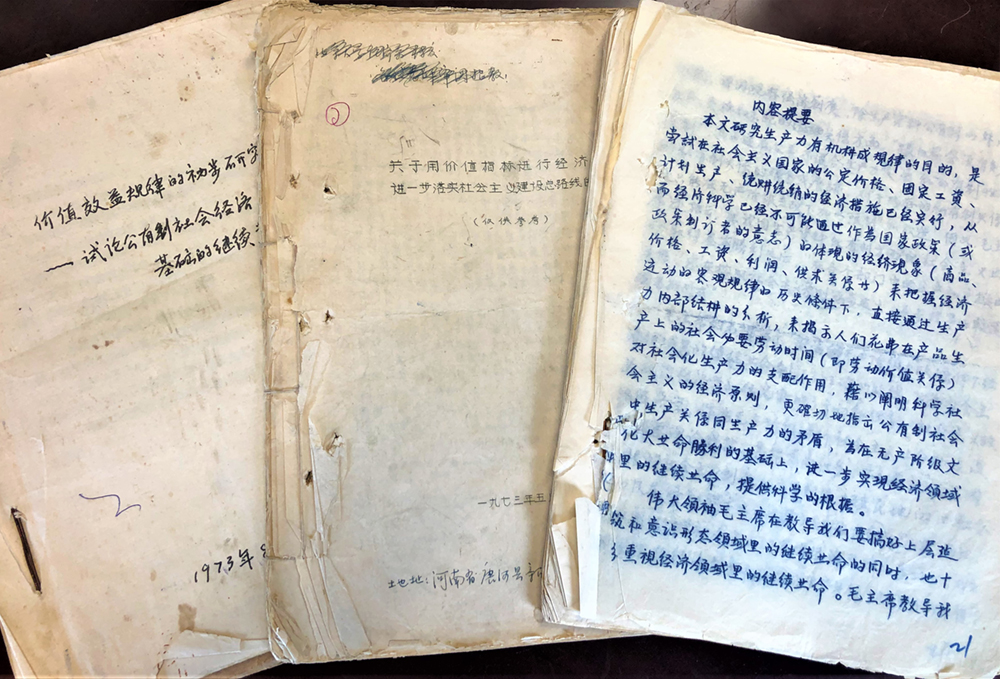 价值效益规律的初步研究
— 试论公有制社会经济
基础的继续
1973年
关于用价值指标进行经济
进一步落实社会主义建设总路线
(仅供参考)
一九七三年五
河南省唐河县
内容提要
本文研究生产力有机构成规律的目的，是
尝试在社会主义国家的公定价格、固定工资、
计划生产、统购统销的经济措施已经实行，从
而经济科学已经不可能通过作为国家政策（或
政策制订者的意志）的体现的经济现象（商品、
价格、工资、利润、供求关系等）来把握经济
运动的客观规律的历史条件下，直接通过生产
力内部结构的分析，来揭示人们花费在产品生
产上的社会必要劳动时间（即劳动价值关系）
对社会化生产力的支配作用，藉以阐明科学社
会主义的经济原则，更确切地指出公有制社会
中生产关系同生产力的矛盾，为在无产阶级文
化大革命胜利的基础上，进一步实现经济领域
里的继续革命，提供科学的根据。
伟大领袖毛主席在教导我们要搞好上层建
筑和意识形态领域里的继续革命的同时，也十
分重视经济领域里的继续革命。毛主席教导我
21